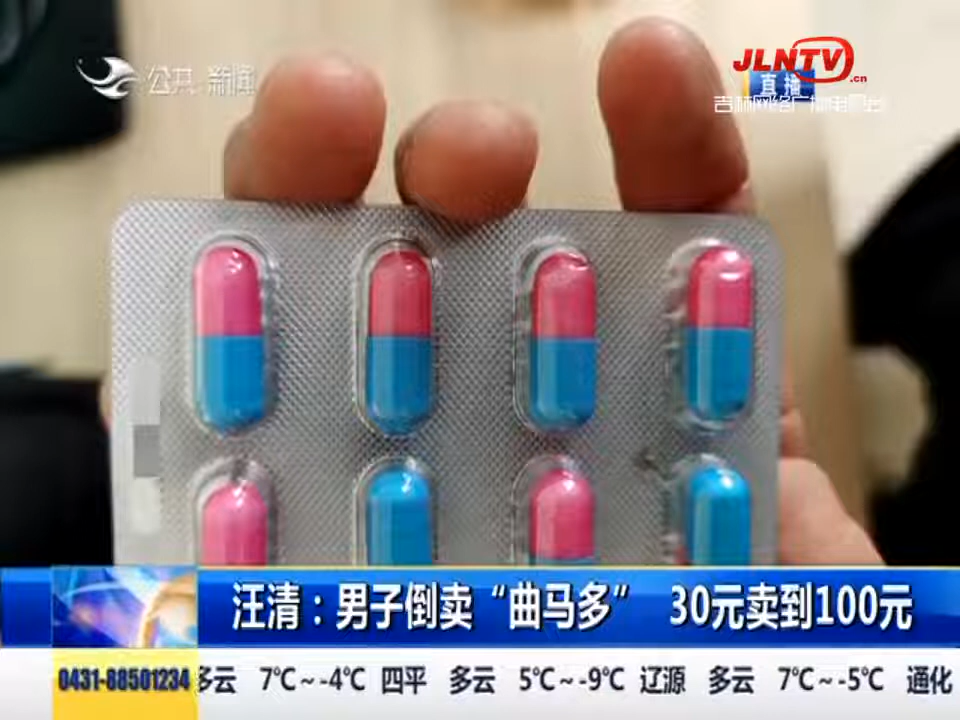 公共·新闻
JLNTV.cn
直播
吉林网络广播电视台
汪清：男子倒卖“曲马多” 30元卖到100元
0431-88501234 多云 7℃~-4℃ 四平 多云 5℃~-9℃ 辽源 多云 7℃~-5℃ 通化